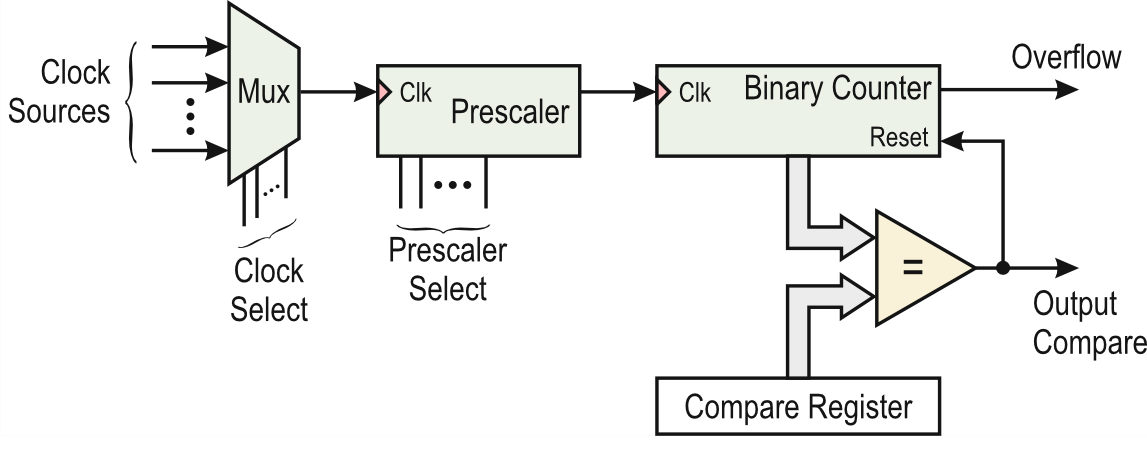 Clock
Sources
Mux
Clock
Select
Clk
Prescaler
Prescaler
Select
Clk
Binary Counter
Reset
Overflow
=
Output
Compare
Compare Register